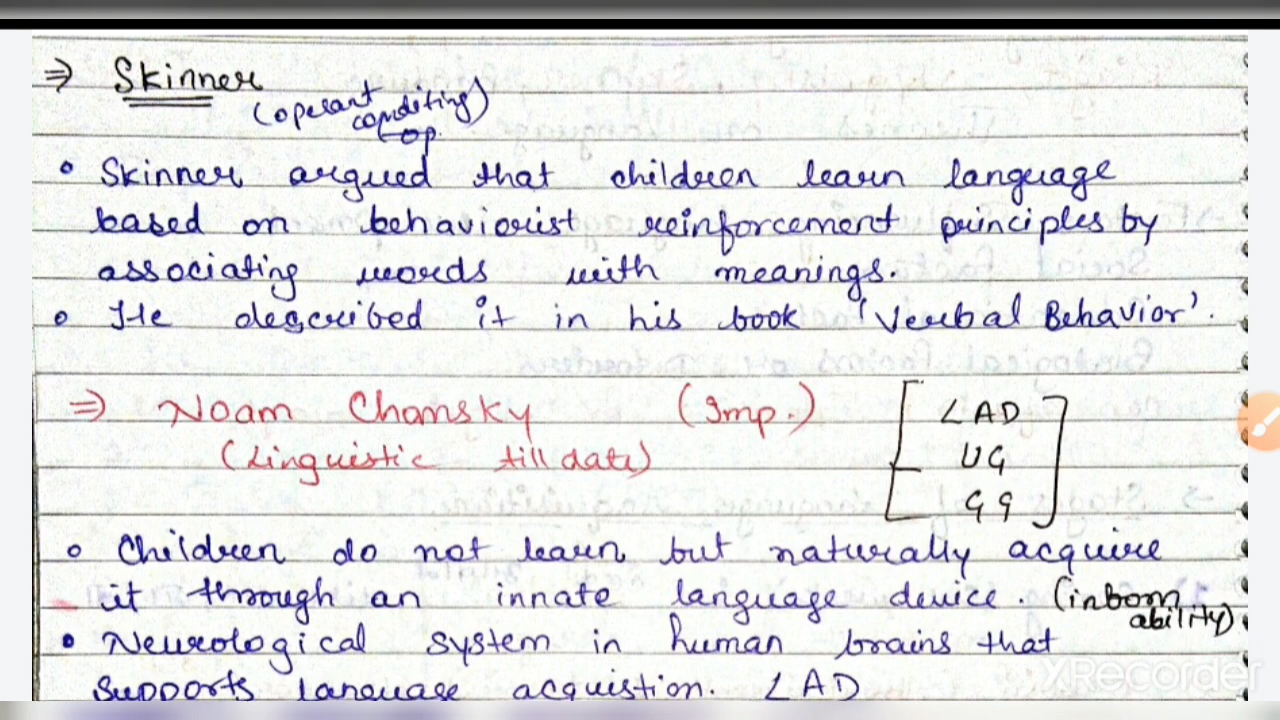 ⇒ Skinner
(operant
conditing)
↳ op.
• Skinner argued that children learn language
based on behaviorist reinforcement principles by
associating words with meanings.
• He described it in his book 'Verbal Behavior'.
⇒ Noam Chomsky (Imp.)
(Linguistic till date)
LAD
UG
GG
• Children do not learn but naturally acquire
it through an innate language device. (inborn
ability)
• Neurological system in human brains that
supports language acquistion. LAD
XRecorder